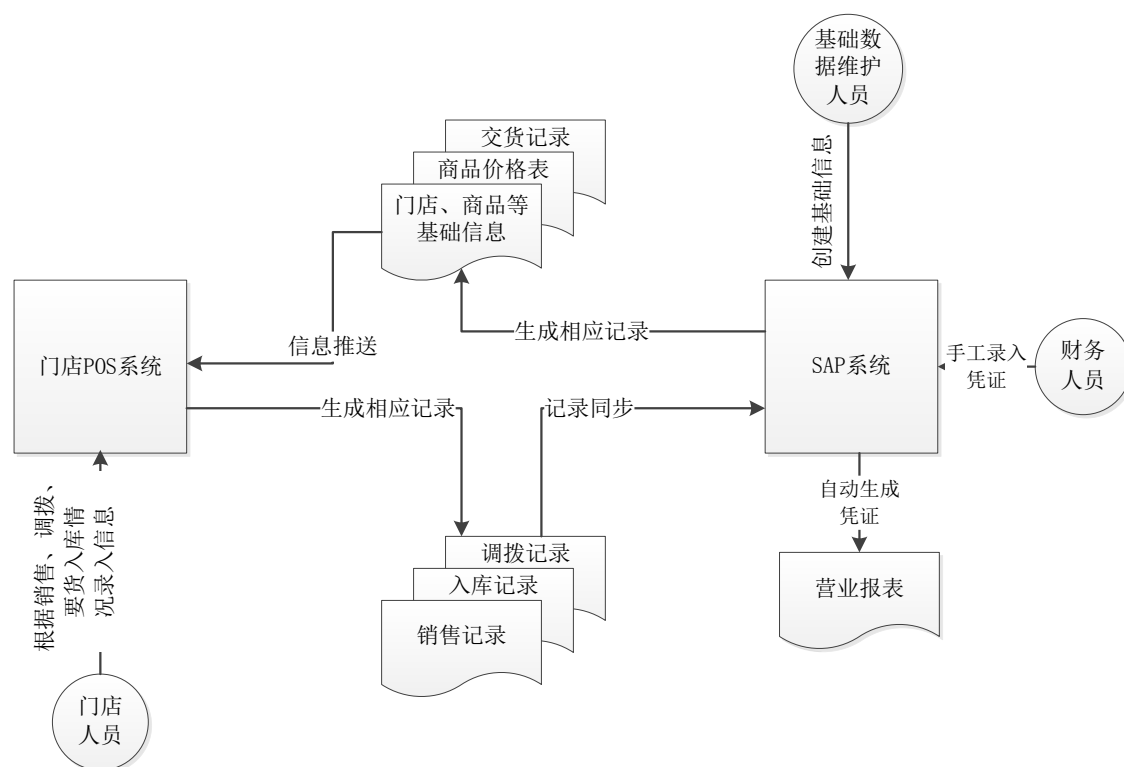 基础数
据维护
人员
交货记录
商品价格表
门店、商品等
基础信息
创建基础信息
生成相应记录
信息推送
门店POS系统
SAP系统
手工录入
凭证
财务
人员
生成相应记录
记录同步
根据销售、调拨、
要货入库情
况录入信息
自动生成
凭证
调拨记录
入库记录
销售记录
营业报表
门店
人员